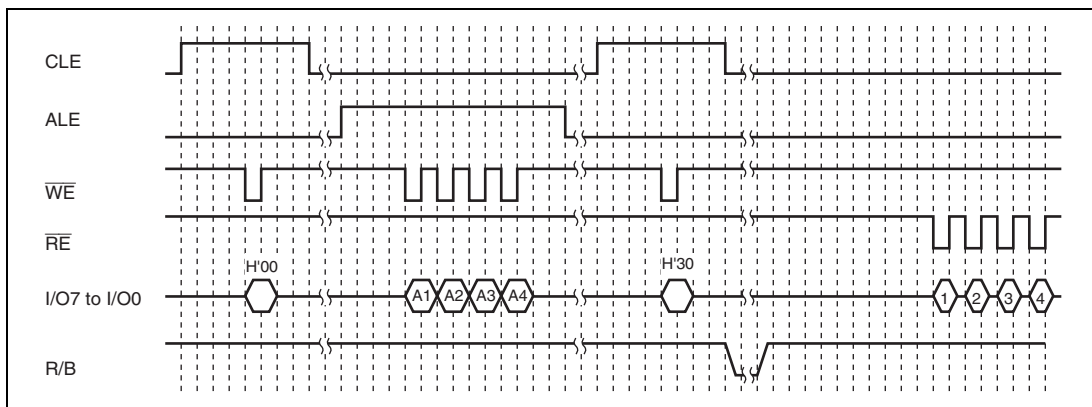 CLE
ALE
WE
RE
H'00
H'30
I/O7 to I/O0
A1 A2 A3 A4
1 2 3 4
R/B